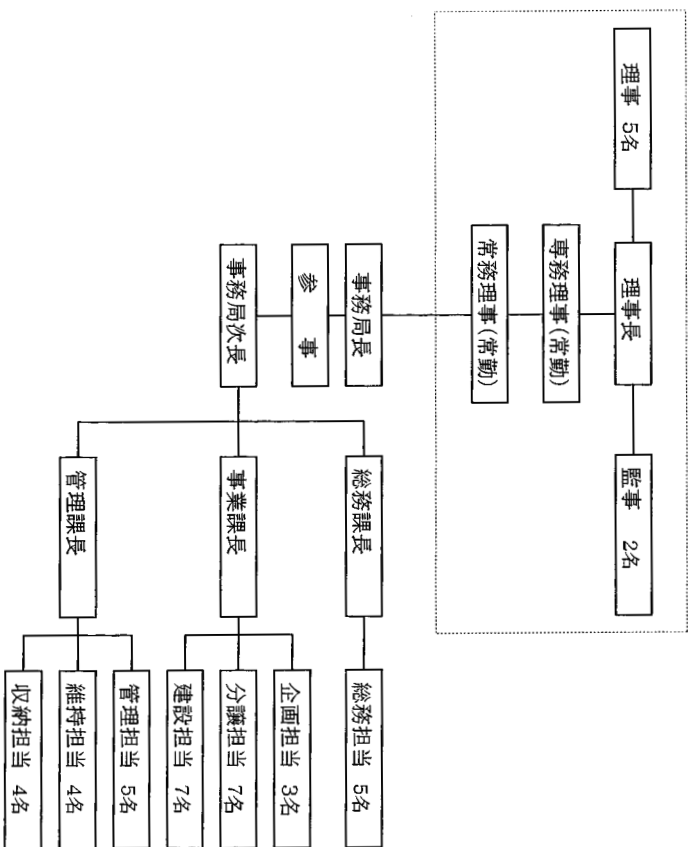 理事 5名
理事長
監事 2名
専務理事(常勤)
常務理事(常勤)
事務局長
参事
事務局次長
総務課長
総務担当 5名
事業課長
企画担当 3名
分譲担当 7名
建設担当 7名
管理課長
管理担当 5名
維持担当 4名
収納担当 4名